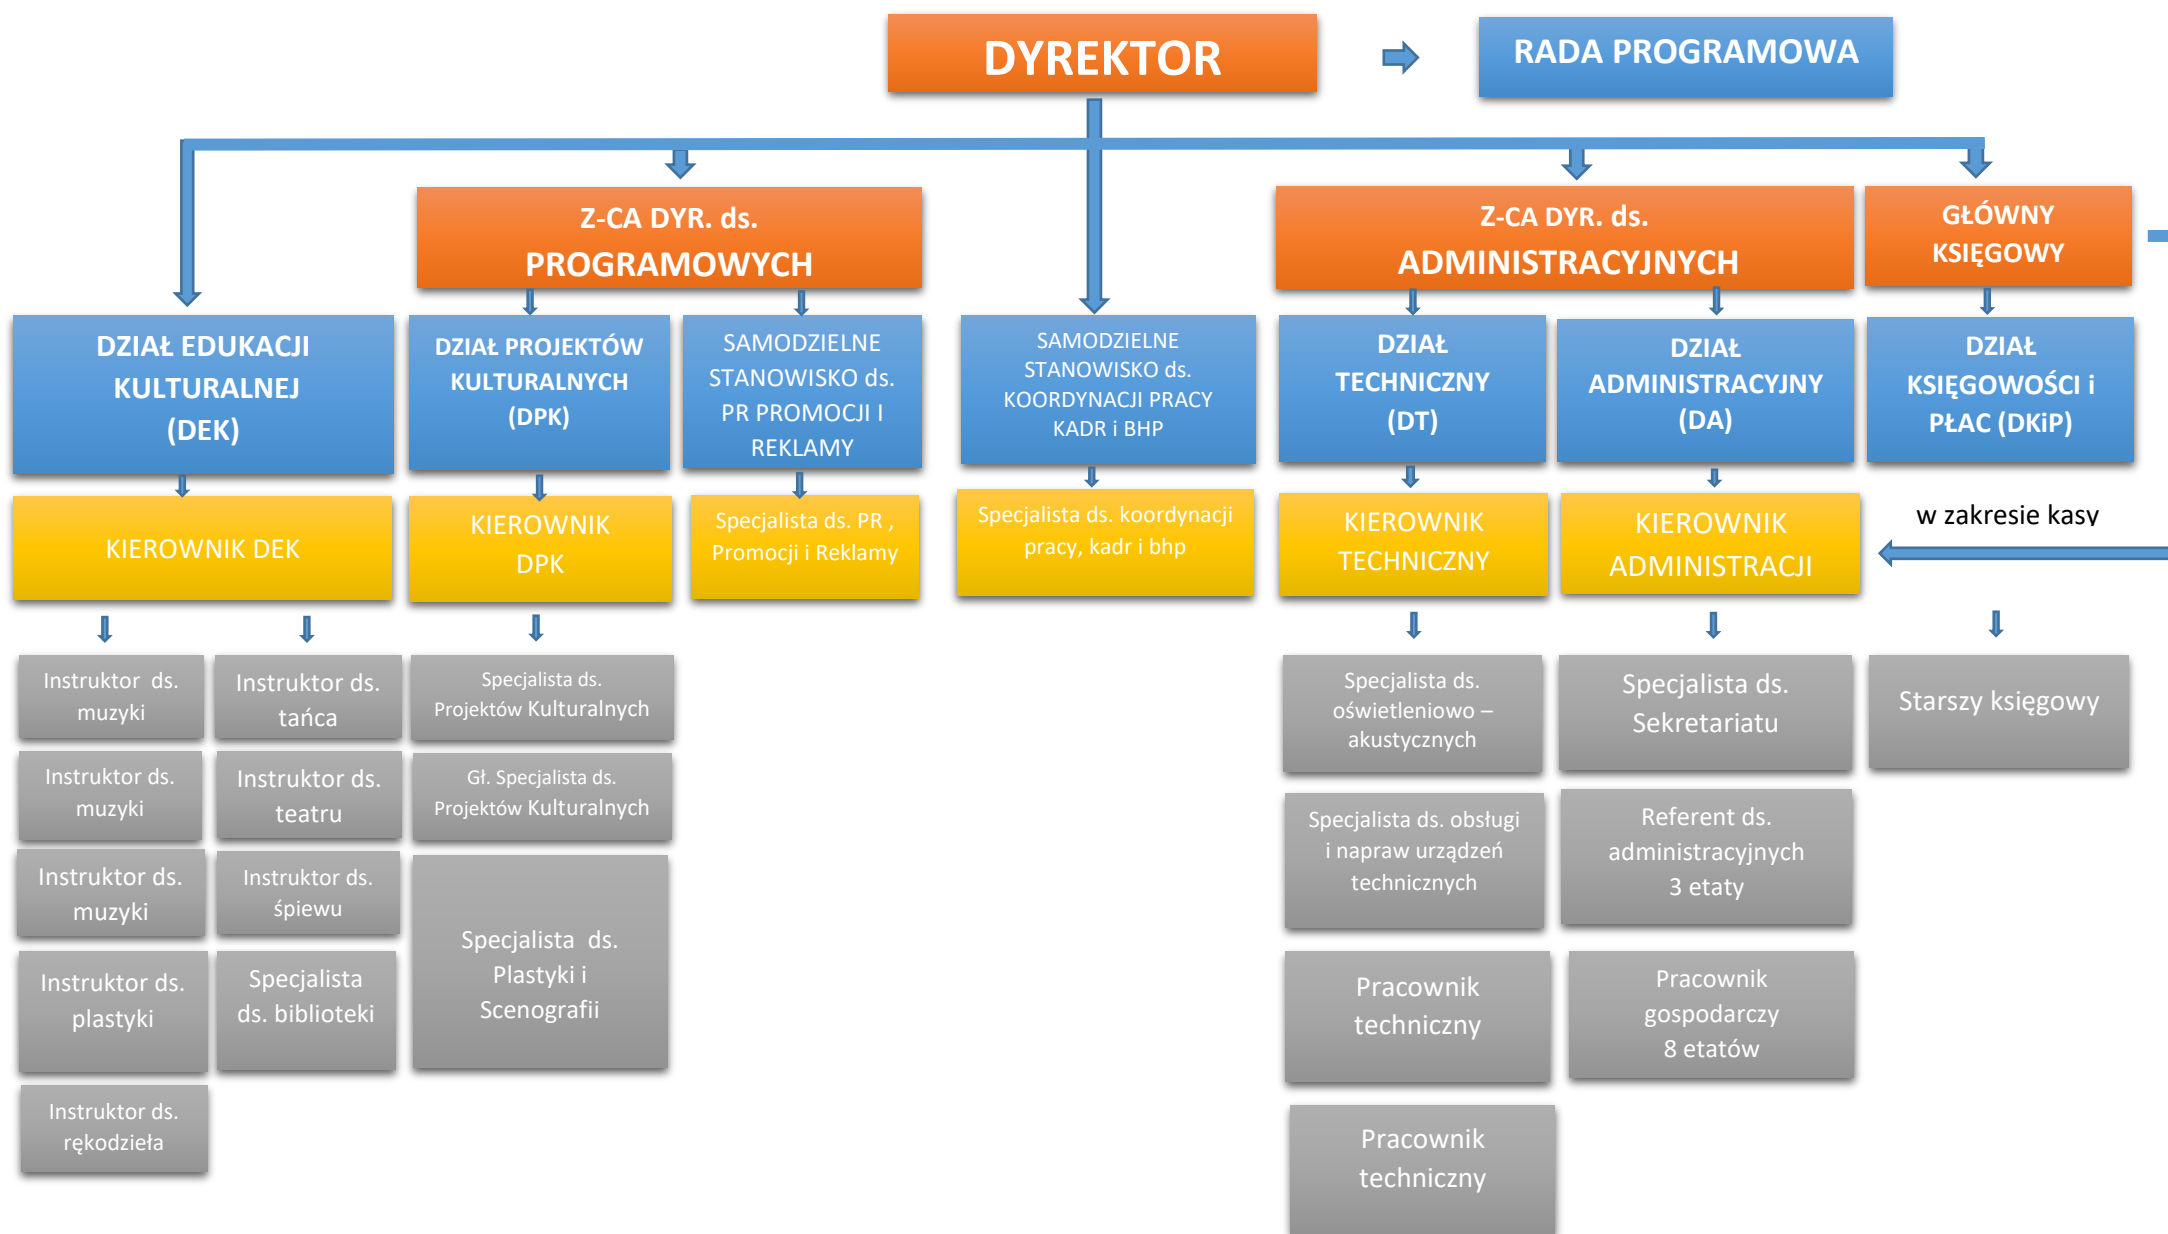 DYREKTOR
RADA PROGRAMOWA
Z-CA DYR. ds.
PROGRAMOWYCH
Z-CA DYR. ds.
ADMINISTRACYJNYCH
GŁÓWNY
KSIĘGOWY
DZIAŁ EDUKACJI
KULTURALNEJ
(DEK)
DZIAŁ PROJEKTÓW
KULTURALNYCH
(DPK)
SAMODZIELNE
STANOWISKO ds.
PR PROMOCJI I
REKLAMY
SAMODZIELNE
STANOWISKO ds.
KOORDYNACJI PRACY
KADR i BHP
DZIAŁ
TECHNICZNY
(DT)
DZIAŁ
ADMINISTRACYJNY
(DA)
DZIAŁ
KSIĘGOWOŚCI i
PŁAC (DKiP)
KIEROWNIK DEK
KIEROWNIK
DPK
Specjalista ds. PR ,
Promocji i Reklamy
Specjalista ds. koordynacji
pracy, kadr i bhp
KIEROWNIK
TECHNICZNY
KIEROWNIK
ADMINISTRACJI
w zakresie kasy
Instruktor ds.
muzyki
Instruktor ds.
tańca
Specjalista ds.
Projektów Kulturalnych
Specjalista ds.
oświetleniowo –
akustycznych
Specjalista ds.
Sekretariatu
Starszy księgowy
Instruktor ds.
muzyki
Instruktor ds.
teatru
Gł. Specjalista ds.
Projektów Kulturalnych
Specjalista ds. obsługi
i napraw urządzeń
technicznych
Referent ds.
administracyjnych
3 etaty
Instruktor ds.
muzyki
Instruktor ds.
śpiewu
Specjalista ds.
Plastyki i
Scenografii
Instruktor ds.
plastyki
Specjalista
ds. biblioteki
Pracownik
techniczny
Pracownik
gospodarczy
8 etatów
Instruktor ds.
rękodzieła
Pracownik
techniczny